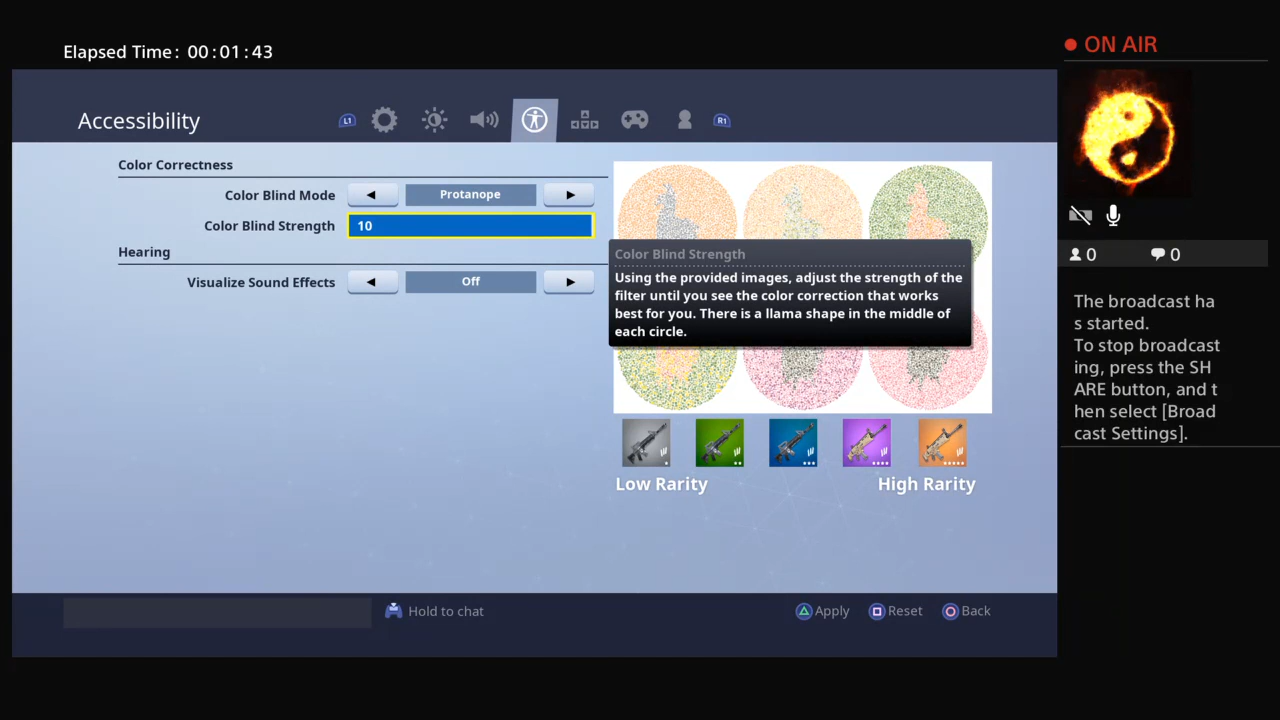 Elapsed Time: 00:01:43
ON AIR
Accessibility
L1
R1
Color Correctness
Color Blind Mode
Protanope
Color Blind Strength
10
Hearing
Visualize Sound Effects
Off
Color Blind Strength
Using the provided images, adjust the strength of the
filter until you see the color correction that works
best for you. There is a llama shape in the middle of
each circle.
Low Rarity
High Rarity
Hold to chat
Apply
Reset
Back
0
0
The broadcast ha
s started.
To stop broadcast
ing, press the SH
ARE button, and t
hen select [Broad
cast Settings].